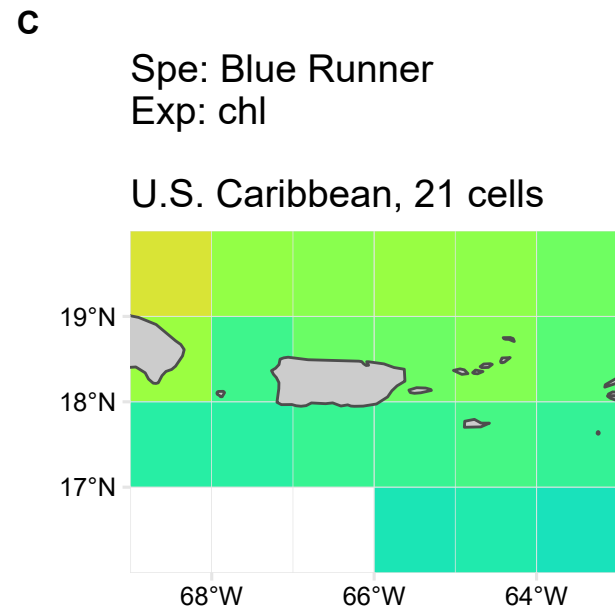 C
Spe: Blue Runner
Exp: chl
U.S. Caribbean, 21 cells
19°N
18°N
17°N
68°W 66°W 64°W